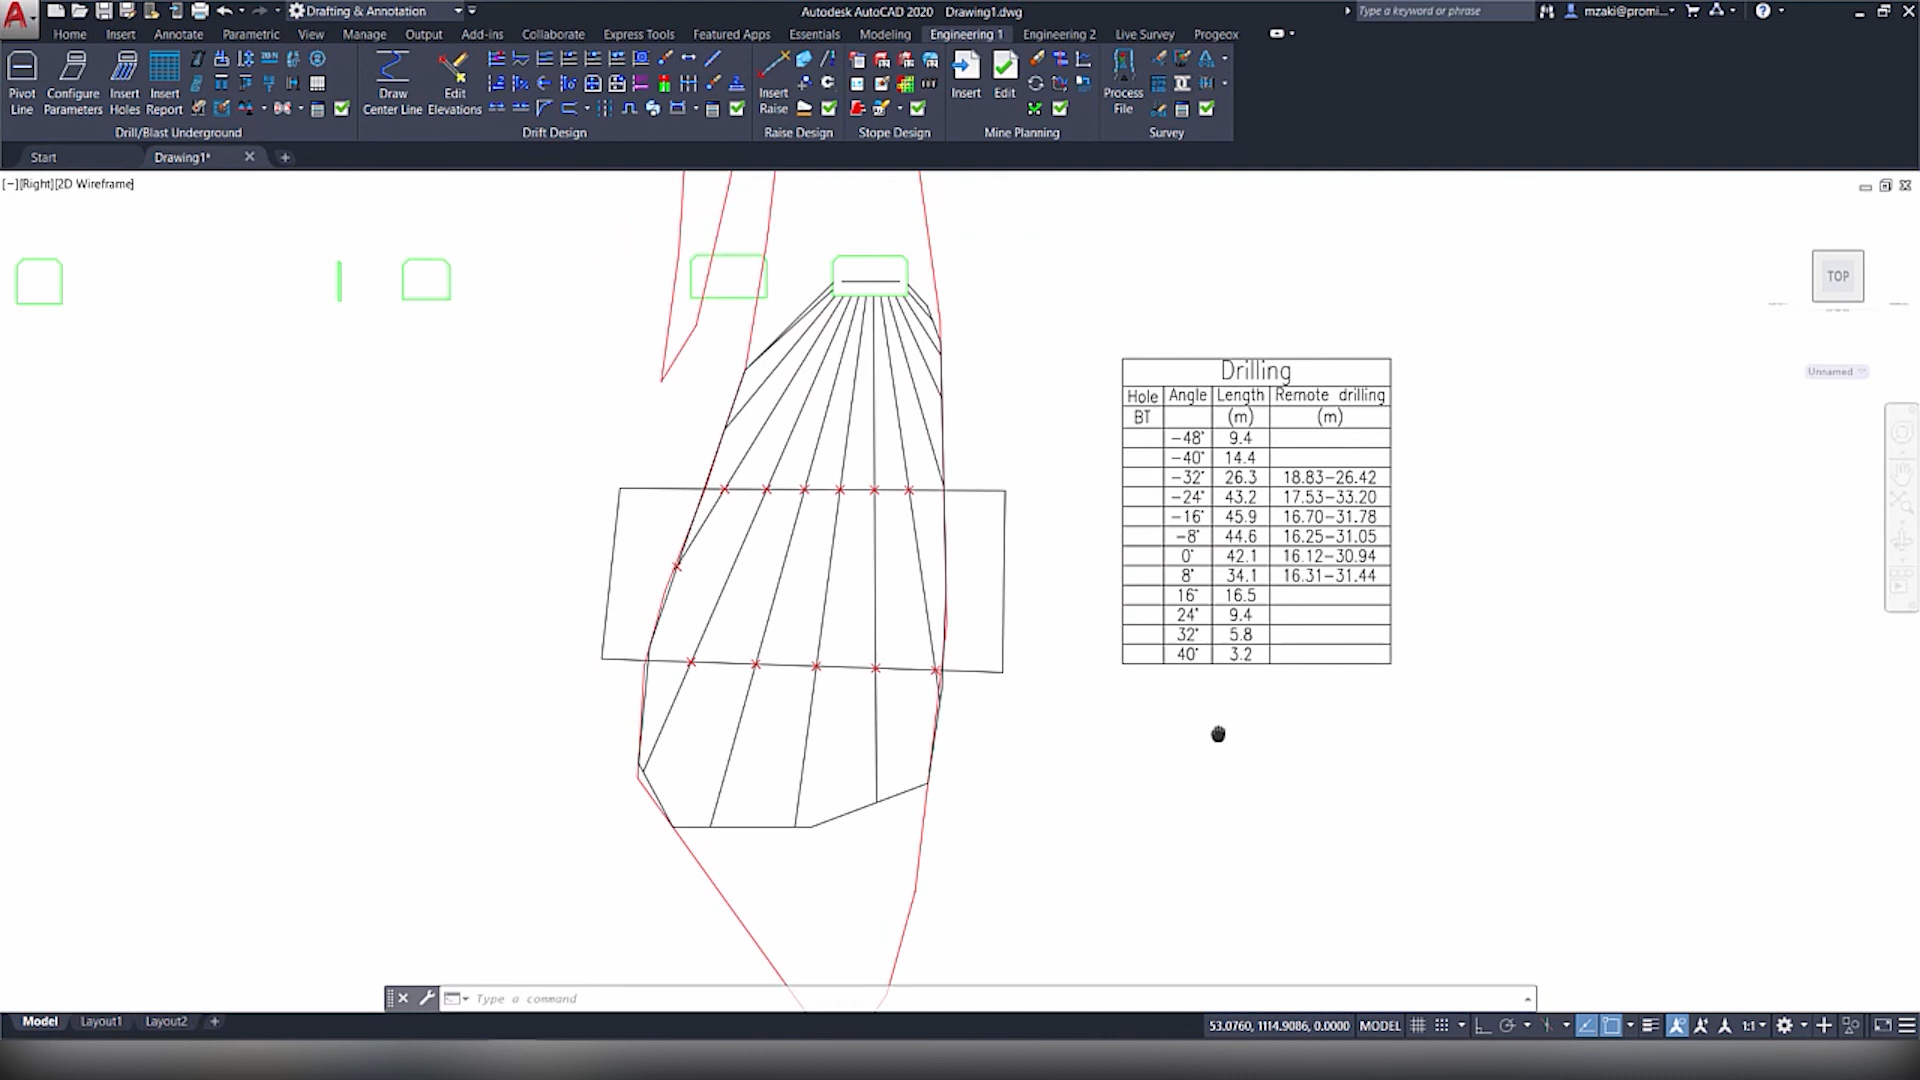 Drafting & Annotation
Autodesk AutoCAD 2020 Drawing1.dwg
Type a keyword or phrase
mzaki@promi...
Home Insert Annotate Parametric View Manage Output Add-ins Collaborate Express Tools Featured Apps Essentials Modeling Engineering 1 Engineering 2 Live Survey Progeox
Pivot Line
Configure Parameters
Insert Holes
Insert Report
Draw Center Line
Edit Elevations
Insert Raise
Insert
Edit
Process File
Drill/Blast Underground
Drift Design
Raise Design
Stope Design
Mine Planning
Survey
Start
Drawing1*
[−][Right][2D Wireframe]
TOP
Unnamed
Drilling
Hole Angle Length Remote drilling
BT (m) (m)
−48° 9.4
−40° 14.4
−32° 26.3 18.83−26.42
−24° 43.2 17.53−33.20
−16° 45.9 16.70−31.78
−8° 44.6 16.25−31.05
0° 42.1 16.12−30.94
8° 34.1 16.31−31.44
16° 16.5
24° 9.4
32° 5.8
40° 3.2
Type a command
Model Layout1 Layout2
53.0760, 1114.9086, 0.0000 MODEL
1:1